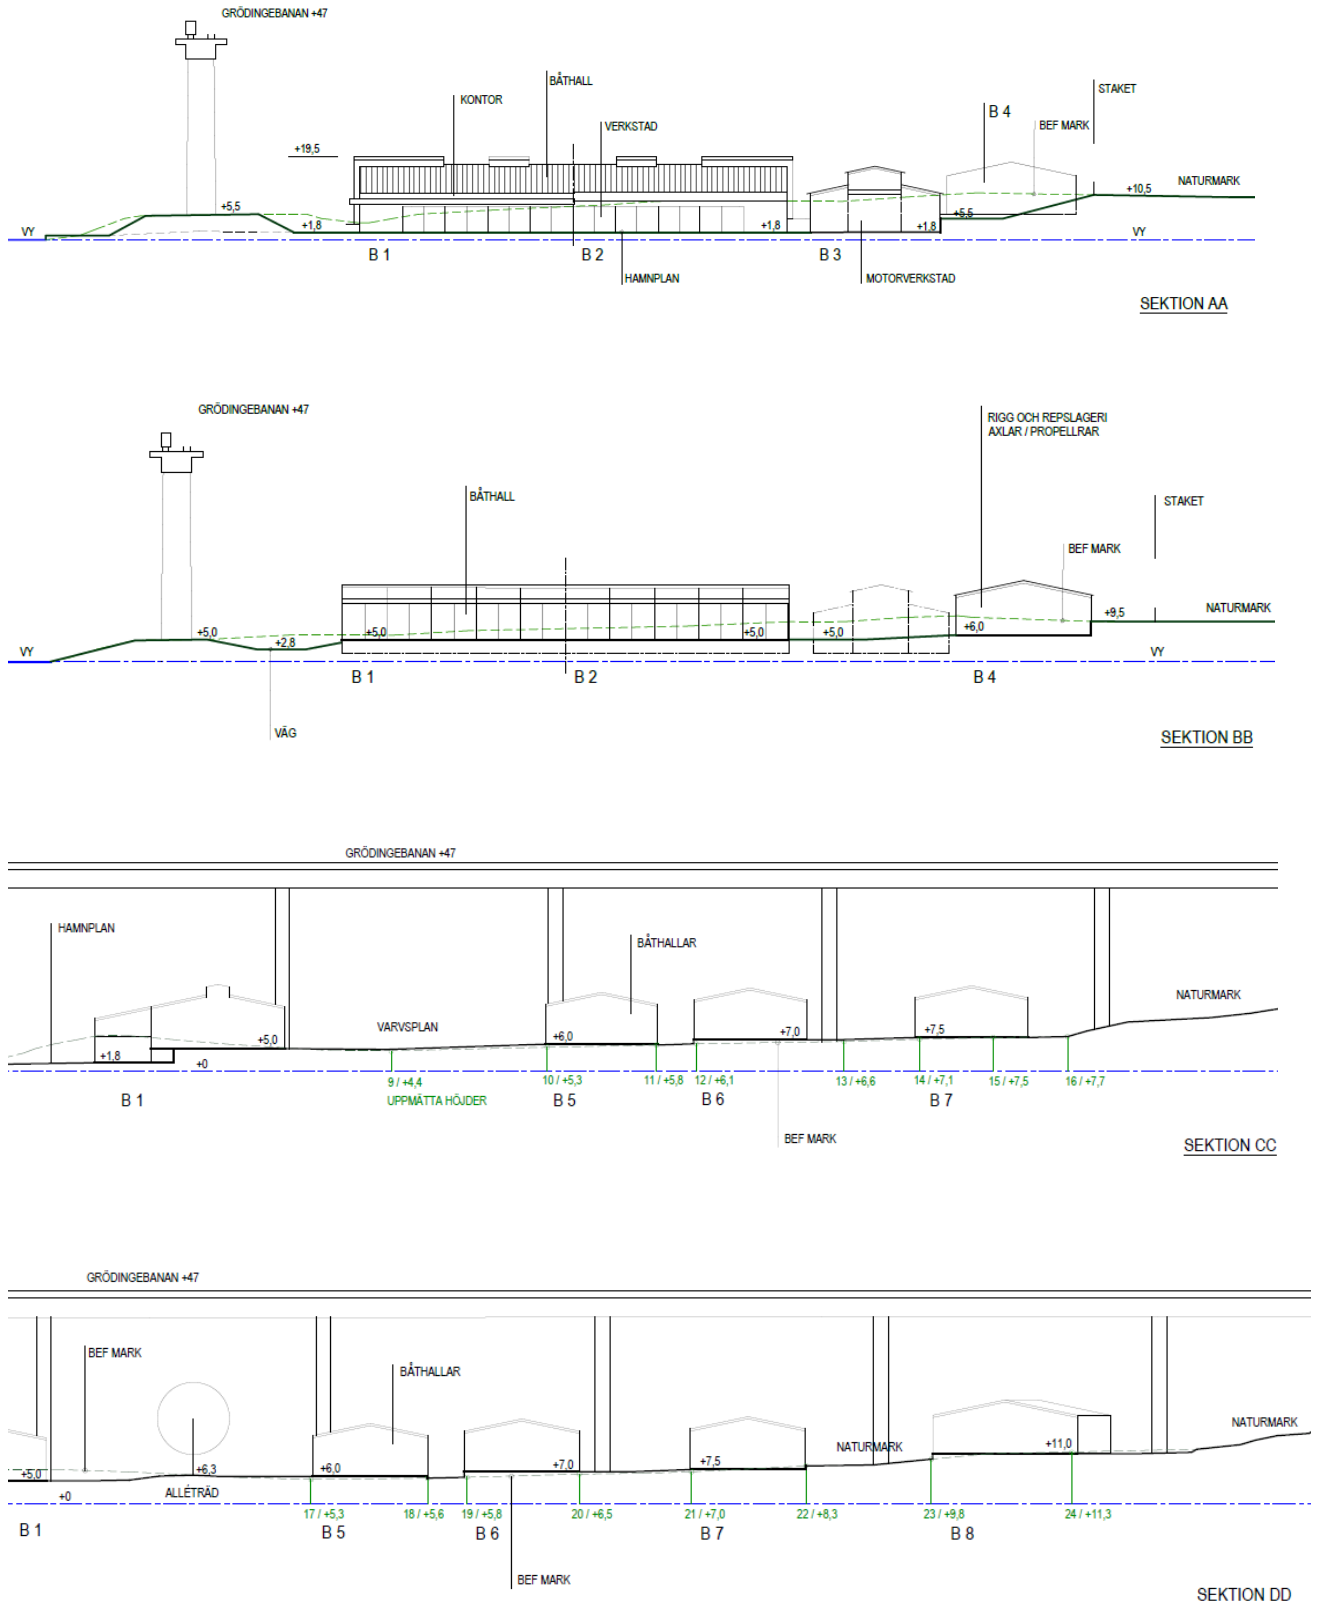 GRÖDINGEBANAN +47
BÅTHALL
KONTOR
VERKSTAD
STAKET
B 4
BEF MARK
+19,5
NATURMARK
+10,5
+5,5
+5,5
VY
+1,8
+1,8
+1,8
VY
B 1
B 2
B 3
HAMNPLAN
MOTORVERKSTAD
SEKTION AA
GRÖDINGEBANAN +47
RIGG OCH REPSLAGERI
AXLAR / PROPELLRAR
BÅTHALL
STAKET
BEF MARK
+9,5
NATURMARK
+5,0
+5,0
+5,0
+5,0
+6,0
+2,8
VY
VY
B 1
B 2
B 4
VÄG
SEKTION BB
GRÖDINGEBANAN +47
HAMNPLAN
BÅTHALLAR
NATURMARK
VARVSPLAN
+5,0
+6,0
+7,0
+7,5
+1,8
+0
9 / +4,4
10 / +5,3
11 / +5,8
12 / +6,1
13 / +6,6
14 / +7,1
15 / +7,5
16 / +7,7
UPPMÄTTA HÖJDER
B 1
B 5
B 6
B 7
BEF MARK
SEKTION CC
GRÖDINGEBANAN +47
BEF MARK
BÅTHALLAR
NATURMARK
NATURMARK
+11,0
+5,0
+6,3
+6,0
+7,0
+7,5
+0
ALLÉTRÄD
17 / +5,3
18 / +5,6
19 / +5,8
20 / +6,5
21 / +7,0
22 / +8,3
23 / +9,8
24 / +11,3
B 1
B 5
B 6
B 7
B 8
BEF MARK
SEKTION DD